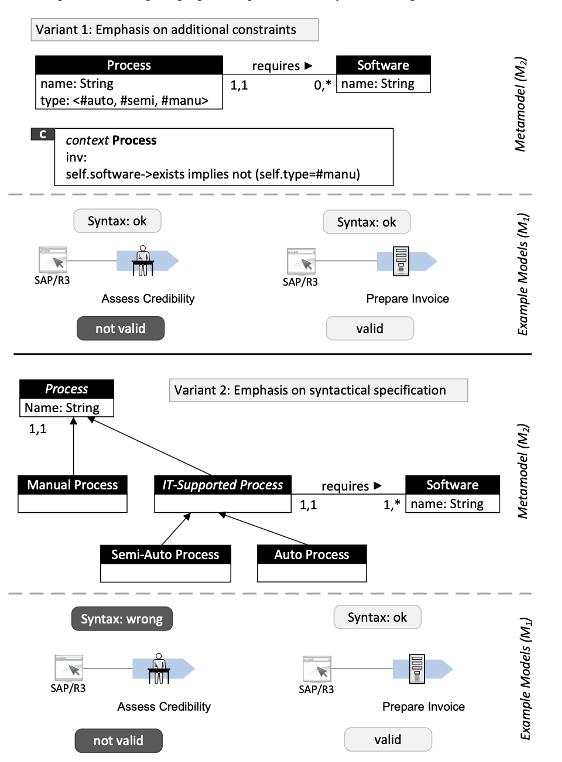 Variant 1: Emphasis on additional constraints
Process
requires ►
Software
name: String
1,1
0,*
name: String
type: <#auto, #semi, #manu>
C
context Process
inv:
self.software->exists implies not (self.type=#manu)
Metamodel (M2)
Syntax: ok
Syntax: ok
SAP/R3
SAP/R3
Assess Credibility
Prepare Invoice
not valid
valid
Example Models (M1)
Process
Variant 2: Emphasis on syntactical specification
Name: String
1,1
Manual Process
IT-Supported Process
requires ►
Software
1,1
1,*
name: String
Semi-Auto Process
Auto Process
Metamodel (M2)
Syntax: wrong
Syntax: ok
SAP/R3
SAP/R3
Assess Credibility
Prepare Invoice
not valid
valid
Example Models (M1)